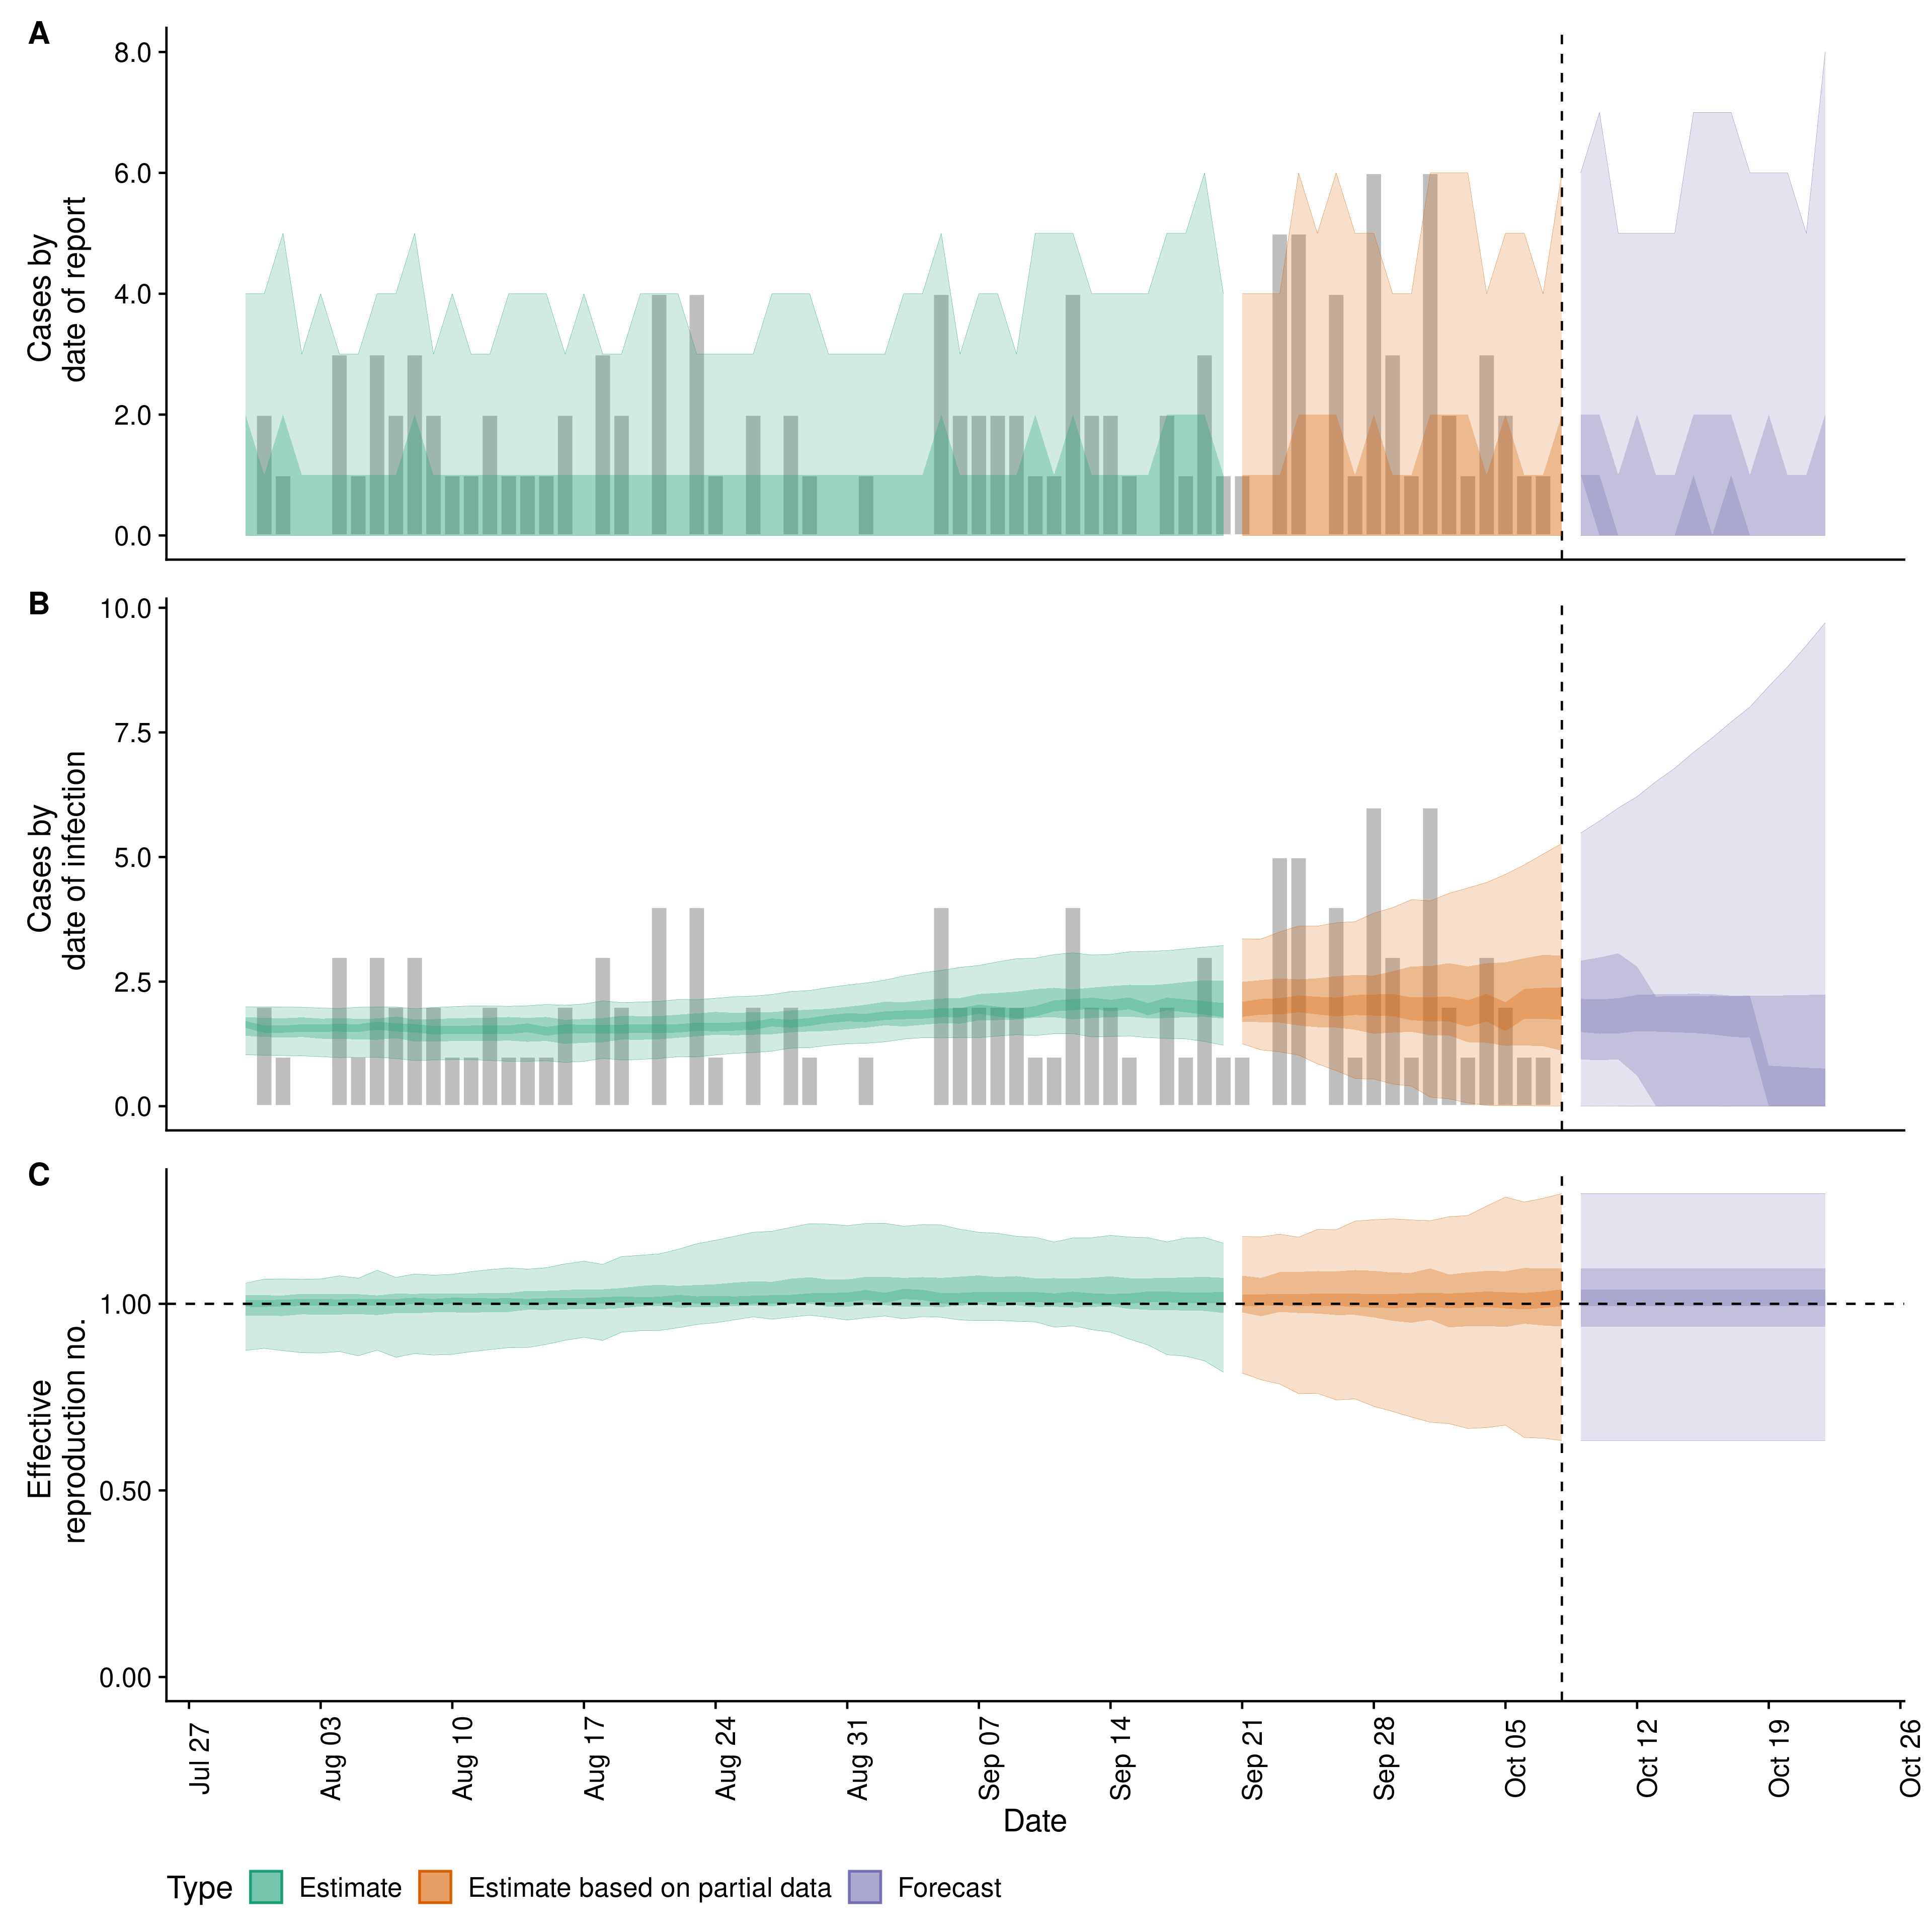 A
8.0
6.0
4.0
2.0
0.0
Cases by
date of report
B
10.0
7.5
5.0
2.5
0.0
Cases by
date of infection
C
1.00
0.50
0.00
Effective
reproduction no.
Jul 27
Aug 03
Aug 10
Aug 17
Aug 24
Aug 31
Sep 07
Sep 14
Sep 21
Sep 28
Oct 05
Oct 12
Oct 19
Oct 26
Date
Type Estimate Estimate based on partial data Forecast